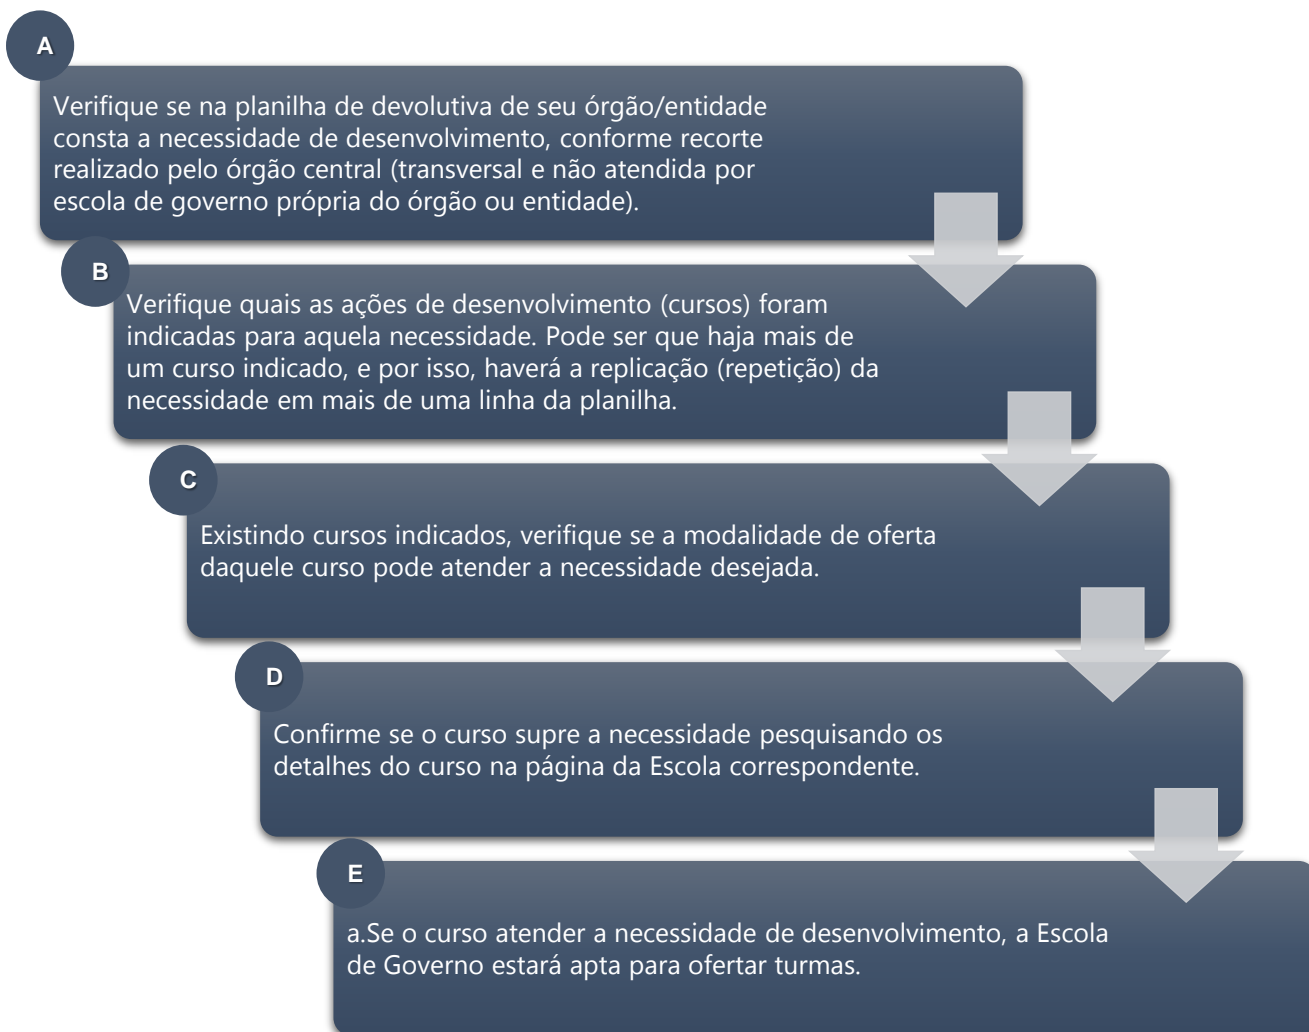 A
Verifique se na planilha de devolutiva de seu órgão/entidade
consta a necessidade de desenvolvimento, conforme recorte
realizado pelo órgão central (transversal e não atendida por
escola de governo própria do órgão ou entidade).
B
Verifique quais as ações de desenvolvimento (cursos) foram
indicadas para aquela necessidade. Pode ser que haja mais de
um curso indicado, e por isso, haverá a replicação (repetição) da
necessidade em mais de uma linha da planilha.
C
Existindo cursos indicados, verifique se a modalidade de oferta
daquele curso pode atender a necessidade desejada.
D
Confirme se o curso supre a necessidade pesquisando os
detalhes do curso na página da Escola correspondente.
E
a.Se o curso atender a necessidade de desenvolvimento, a Escola
de Governo estará apta para ofertar turmas.